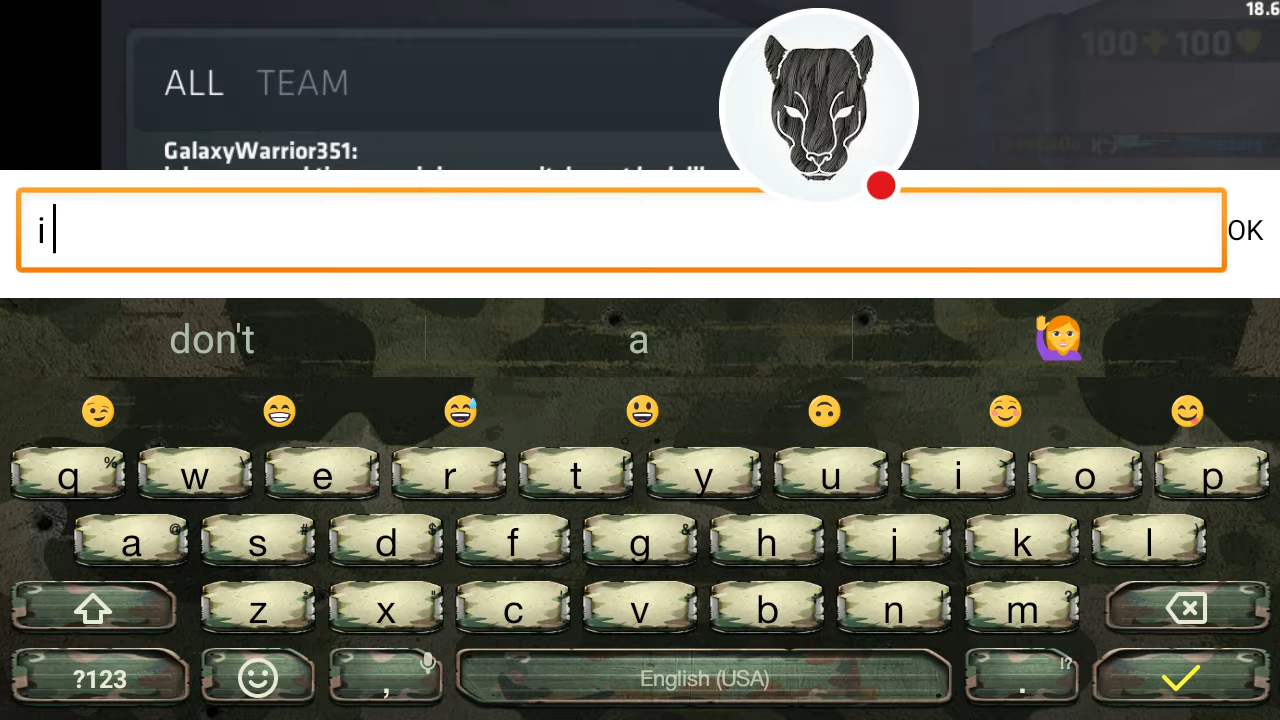 18.6
100 100
ALL TEAM
GalaxyWarrior351:
i
OK
don't a
q % w e r t y u i o p
a @ s # d $ f g & h j k l
z x c v b n m ?
?123 , English (USA) . !?